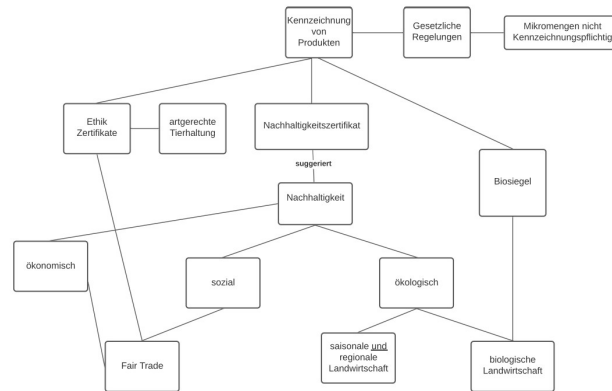 Kennzeichnung
von
Produkten
Gesetzliche
Regelungen
Mikromengen nicht
Kennzeichnungspflichtig
Ethik
Zertifikate
artgerechte
Tierhaltung
Nachhaltigkeitszertifikat
suggeriert
Biosiegel
Nachhaltigkeit
ökonomisch
sozial
ökologisch
Fair Trade
saisonale und
regionale
Landwirtschaft
biologische
Landwirtschaft